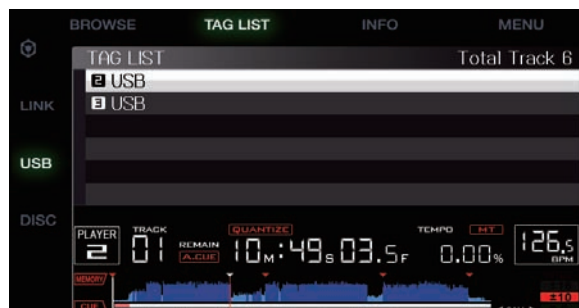 BROWSE TAG LIST INFO MENU
TAG LIST Total Track 6
2 USB
3 USB
LINK
USB
DISC
PLAYER 2
TRACK 01
REMAIN
A.CUE
QUANTIZE
10M:49s03.5F
TEMPO MT
0.00%
126.5 BPM
MEMORY
CUE
±10